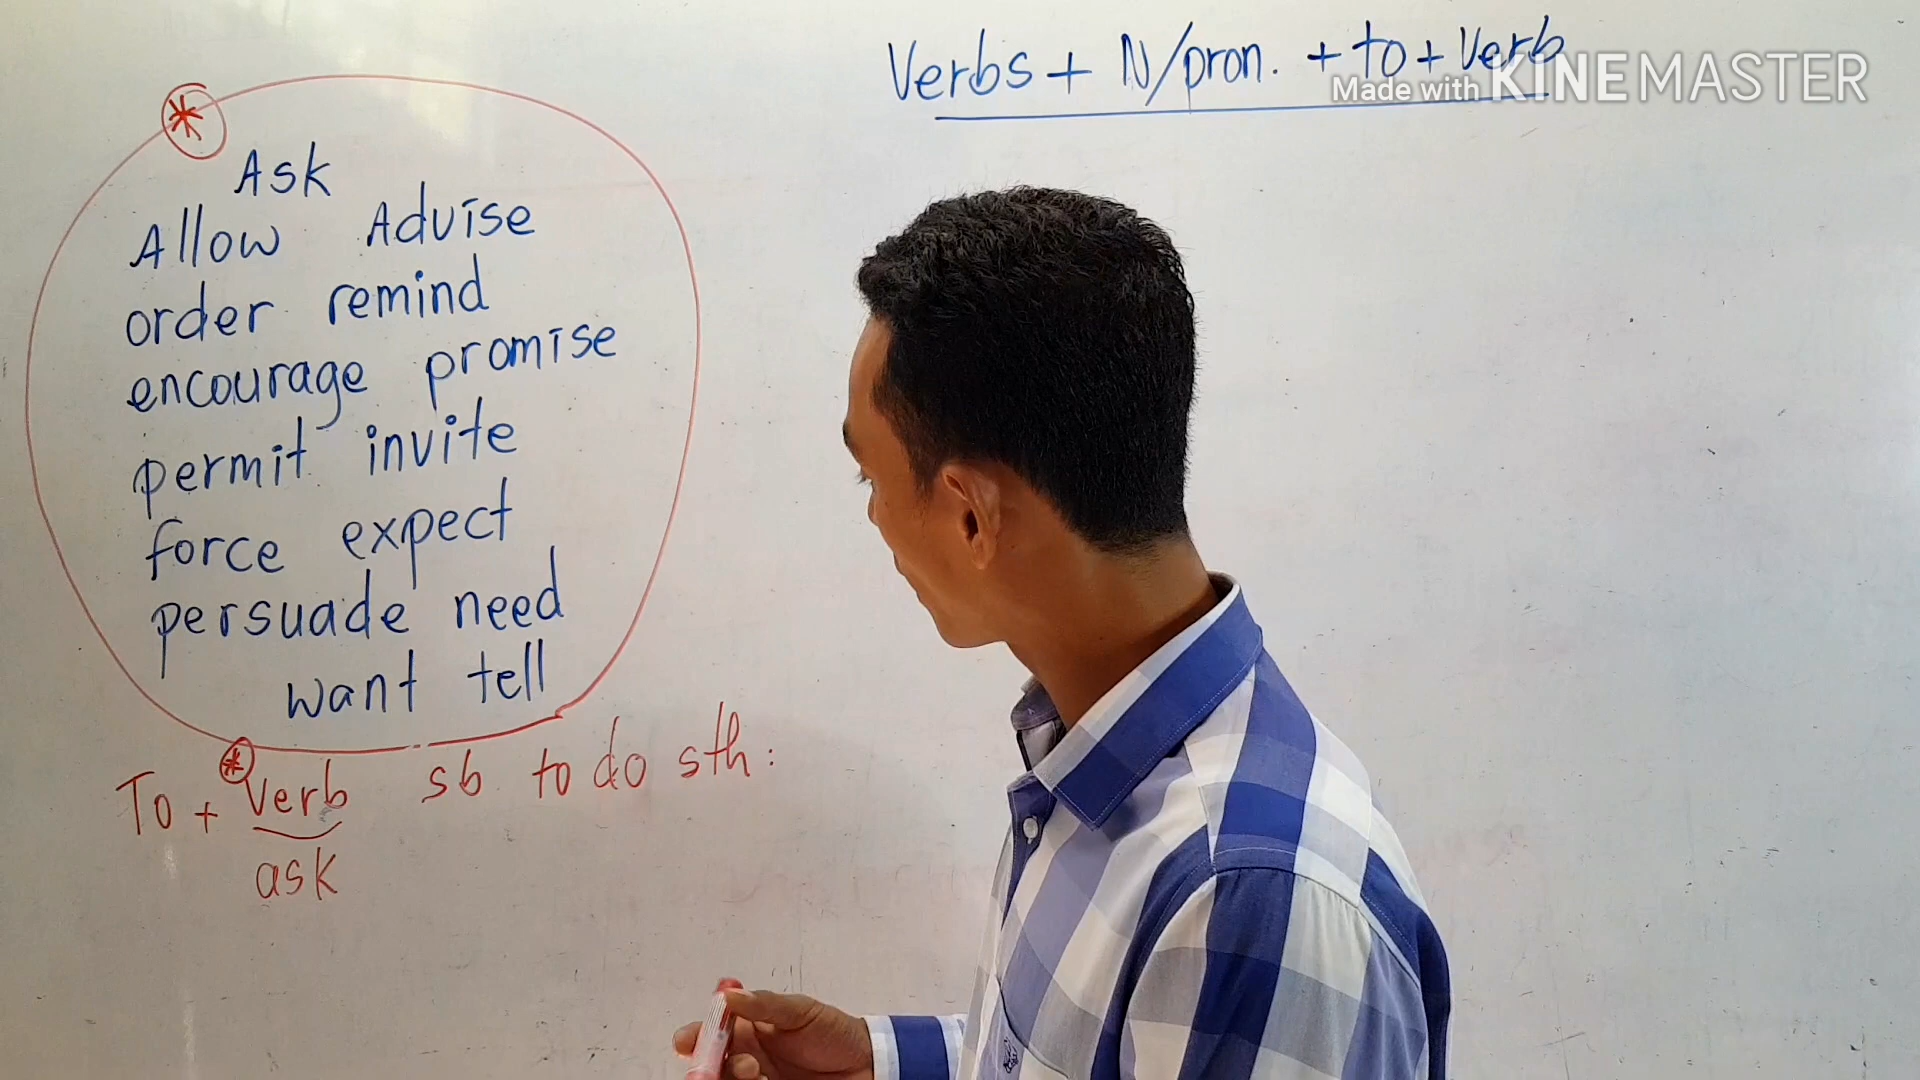 Verbs + N/pron. + to + Verb
Made with KINEMASTER
*
Ask
Allow Advise
order remind
encourage promise
permit invite
force expect
persuade need
want tell
*
To + Verb sb to do sth:
ask